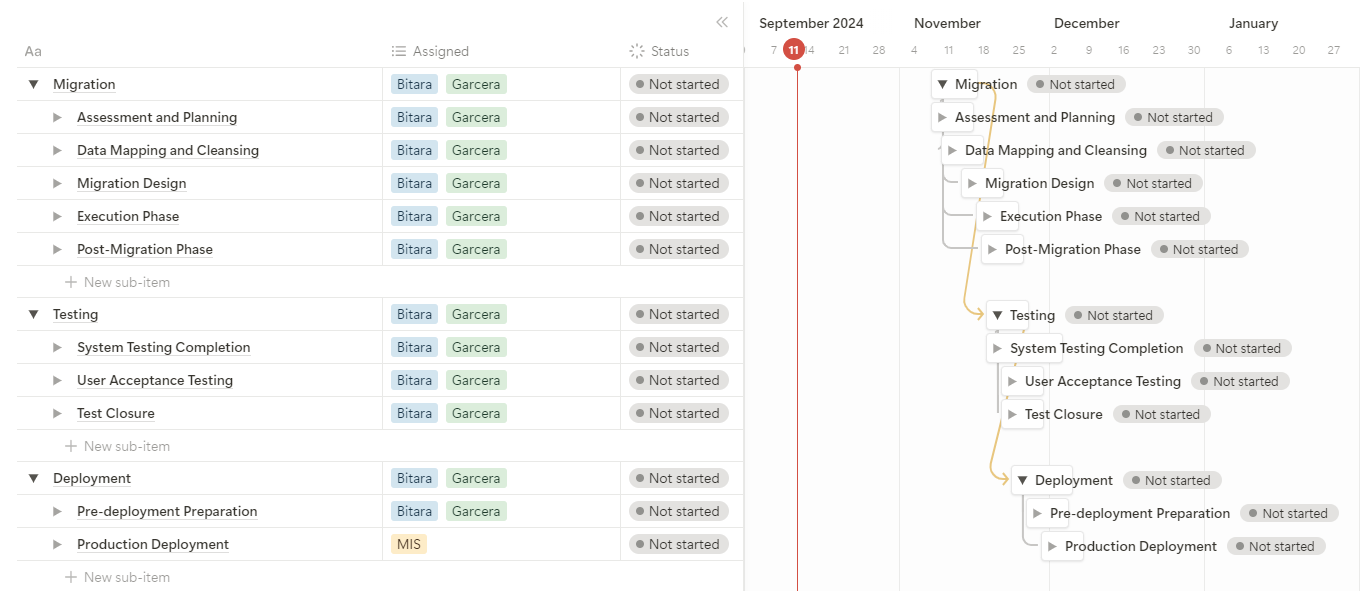 September 2024 November December January
Aa Assigned Status 7 11 14 21 28 4 11 18 25 2 9 16 23 30 6 13 20 27
Migration Bitara Garcera Not started Migration Not started
Assessment and Planning Bitara Garcera Not started Assessment and Planning Not started
Data Mapping and Cleansing Bitara Garcera Not started Data Mapping and Cleansing Not started
Migration Design Bitara Garcera Not started Migration Design Not started
Execution Phase Bitara Garcera Not started Execution Phase Not started
Post-Migration Phase Bitara Garcera Not started Post-Migration Phase Not started
New sub-item
Testing Bitara Garcera Not started Testing Not started
System Testing Completion Bitara Garcera Not started System Testing Completion Not started
User Acceptance Testing Bitara Garcera Not started User Acceptance Testing Not started
Test Closure Bitara Garcera Not started Test Closure Not started
New sub-item
Deployment Bitara Garcera Not started Deployment Not started
Pre-deployment Preparation Bitara Garcera Not started Pre-deployment Preparation Not started
Production Deployment MIS Not started Production Deployment Not started
New sub-item